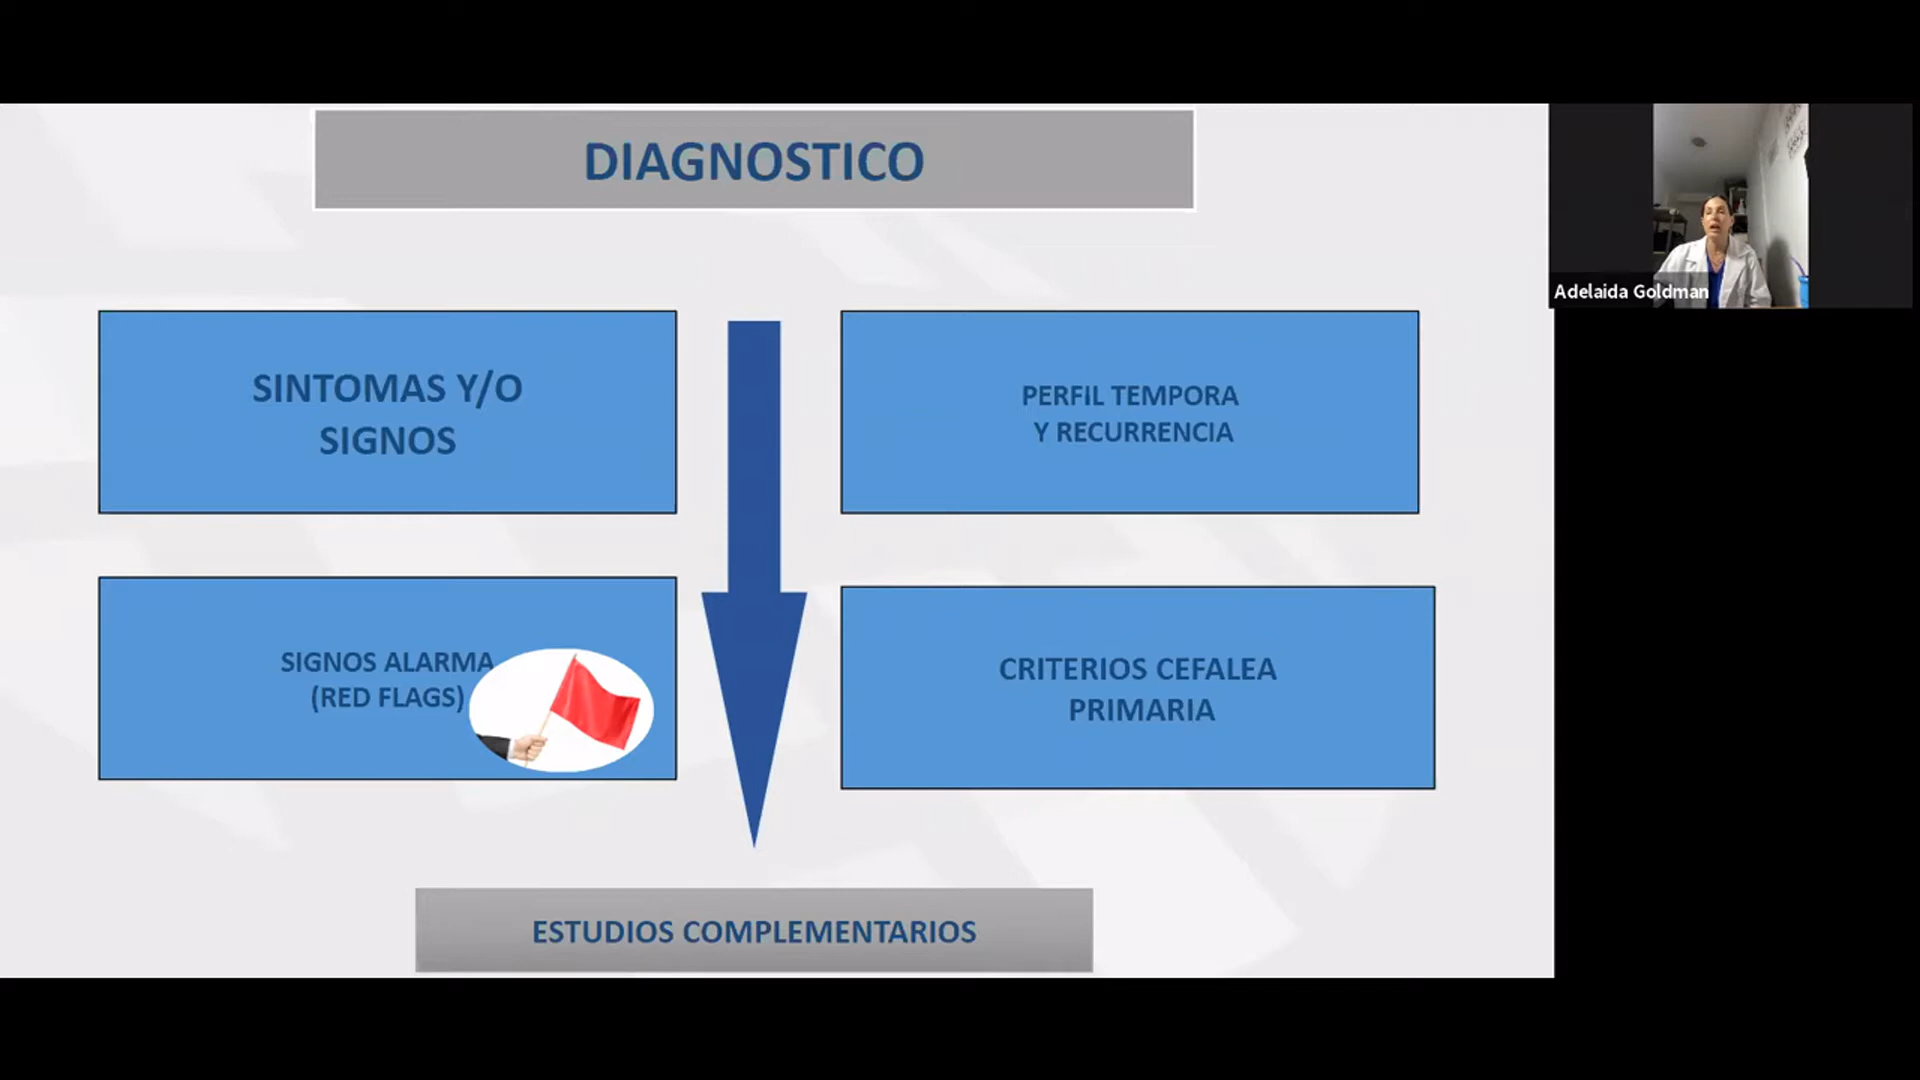 DIAGNOSTICO
SINTOMAS Y/O
SIGNOS
PERFIL TEMPORA
Y RECURRENCIA
SIGNOS ALARMA
(RED FLAGS)
CRITERIOS CEFALEA
PRIMARIA
ESTUDIOS COMPLEMENTARIOS
Adelaida Goldman